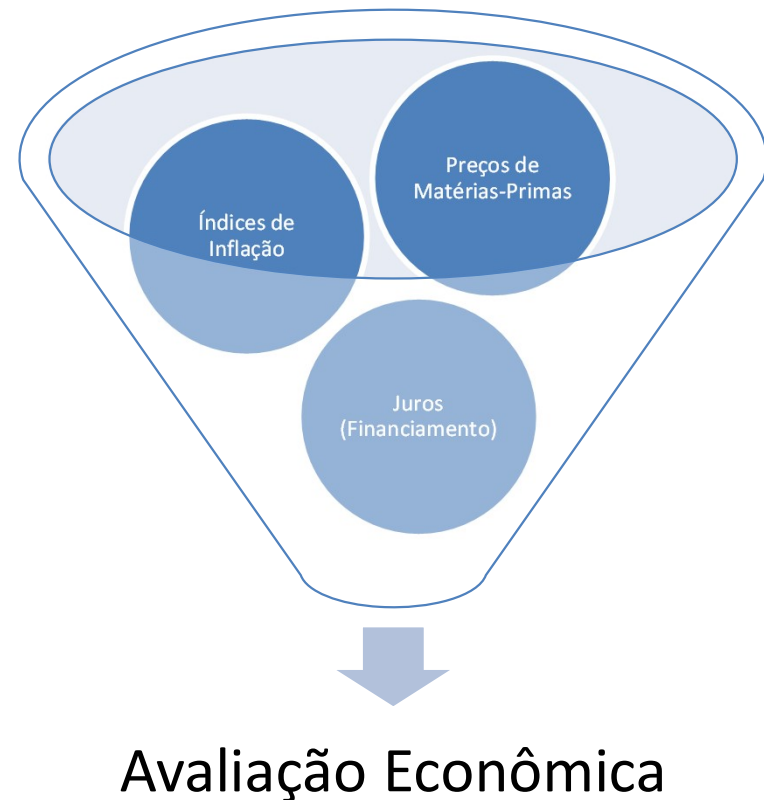 Preços de
Matérias-Primas
Índices de
Inflação
Juros
(Financiamento)
Avaliação Econômica